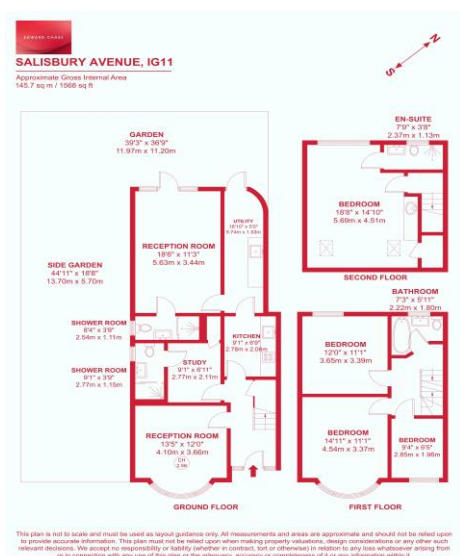 EDWARD CHASE
SALISBURY AVENUE, IG11
Approximate Gross Internal Area
145.7 sq m / 1568 sq ft
N
S
GARDEN
39'3" x 36'9"
11.97m x 11.20m
SIDE GARDEN
44'11" x 18'8"
13.70m x 5.70m
RECEPTION ROOM
18'6" x 11'3"
5.63m x 3.44m
UTILITY
SHOWER ROOM
8'4" x 3'8"
2.54m x 1.11m
SHOWER ROOM
9'1" x 3'9"
2.77m x 1.15m
STUDY
9'1" x 6'11"
2.77m x 2.11m
KITCHEN
9'1" x 6'9"
2.78m x 2.06m
RECEPTION ROOM
13'5" x 12'0"
4.10m x 3.66m
CH
GROUND FLOOR
EN-SUITE
7'9" x 3'8"
2.37m x 1.13m
BEDROOM
18'8" x 14'10"
5.69m x 4.51m
SECOND FLOOR
BATHROOM
7'3" x 5'11"
2.22m x 1.80m
BEDROOM
12'0" x 11'1"
3.65m x 3.39m
BEDROOM
14'11" x 11'1"
4.54m x 3.37m
BEDROOM
9'4" x 6'5"
2.85m x 1.96m
FIRST FLOOR
This plan is not to scale and must be used as layout guidance only. All measurements and areas are approximate and should not be relied upon
to provide accurate information. This plan must not be relied upon when making property valuations, design considerations or any other such
relevant decisions. We accept no responsibility or liability (whether in contract, tort or otherwise) in relation to any loss whatsoever arising from